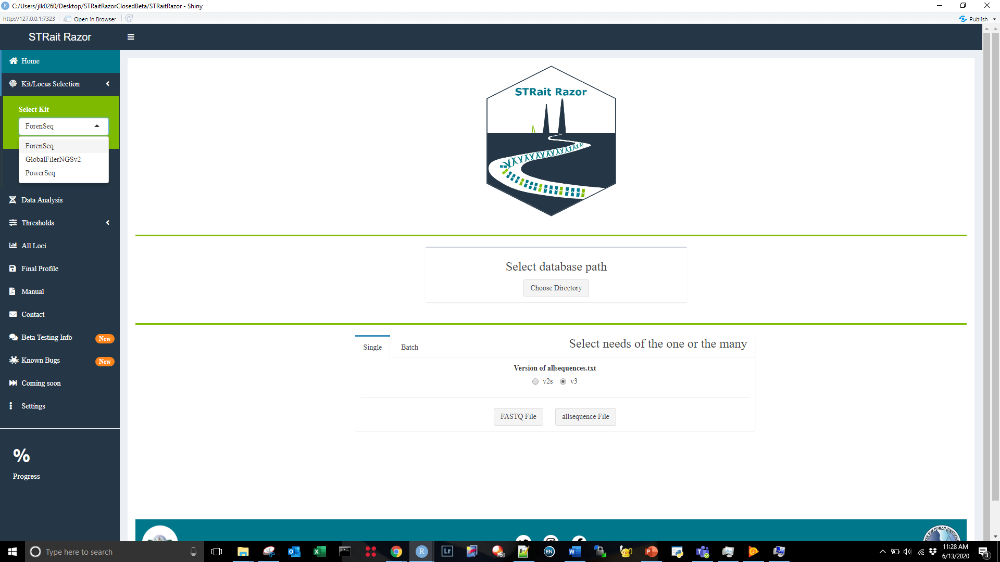 C:/Users/jlk0260/Desktop/STRaitRazorClosedBeta/STRaitRazor - Shiny
http://127.0.0.1:7323
Open in Browser
Publish
STRait Razor
Home
Kit/Locus Selection
Select Kit
ForenSeq
ForenSeq
GlobalFilerNGSv2
PowerSeq
Data Analysis
Thresholds
All Loci
Final Profile
Manual
Contact
Beta Testing Info New
Known Bugs New
Coming soon
Settings
%
Progress
STRait Razor
Select database path
Choose Directory
Single Batch Select needs of the one or the many
Version of allsequences.txt
v2s v3
FASTQ File allsequence File
Type here to search
11:28 AM
6/13/2020